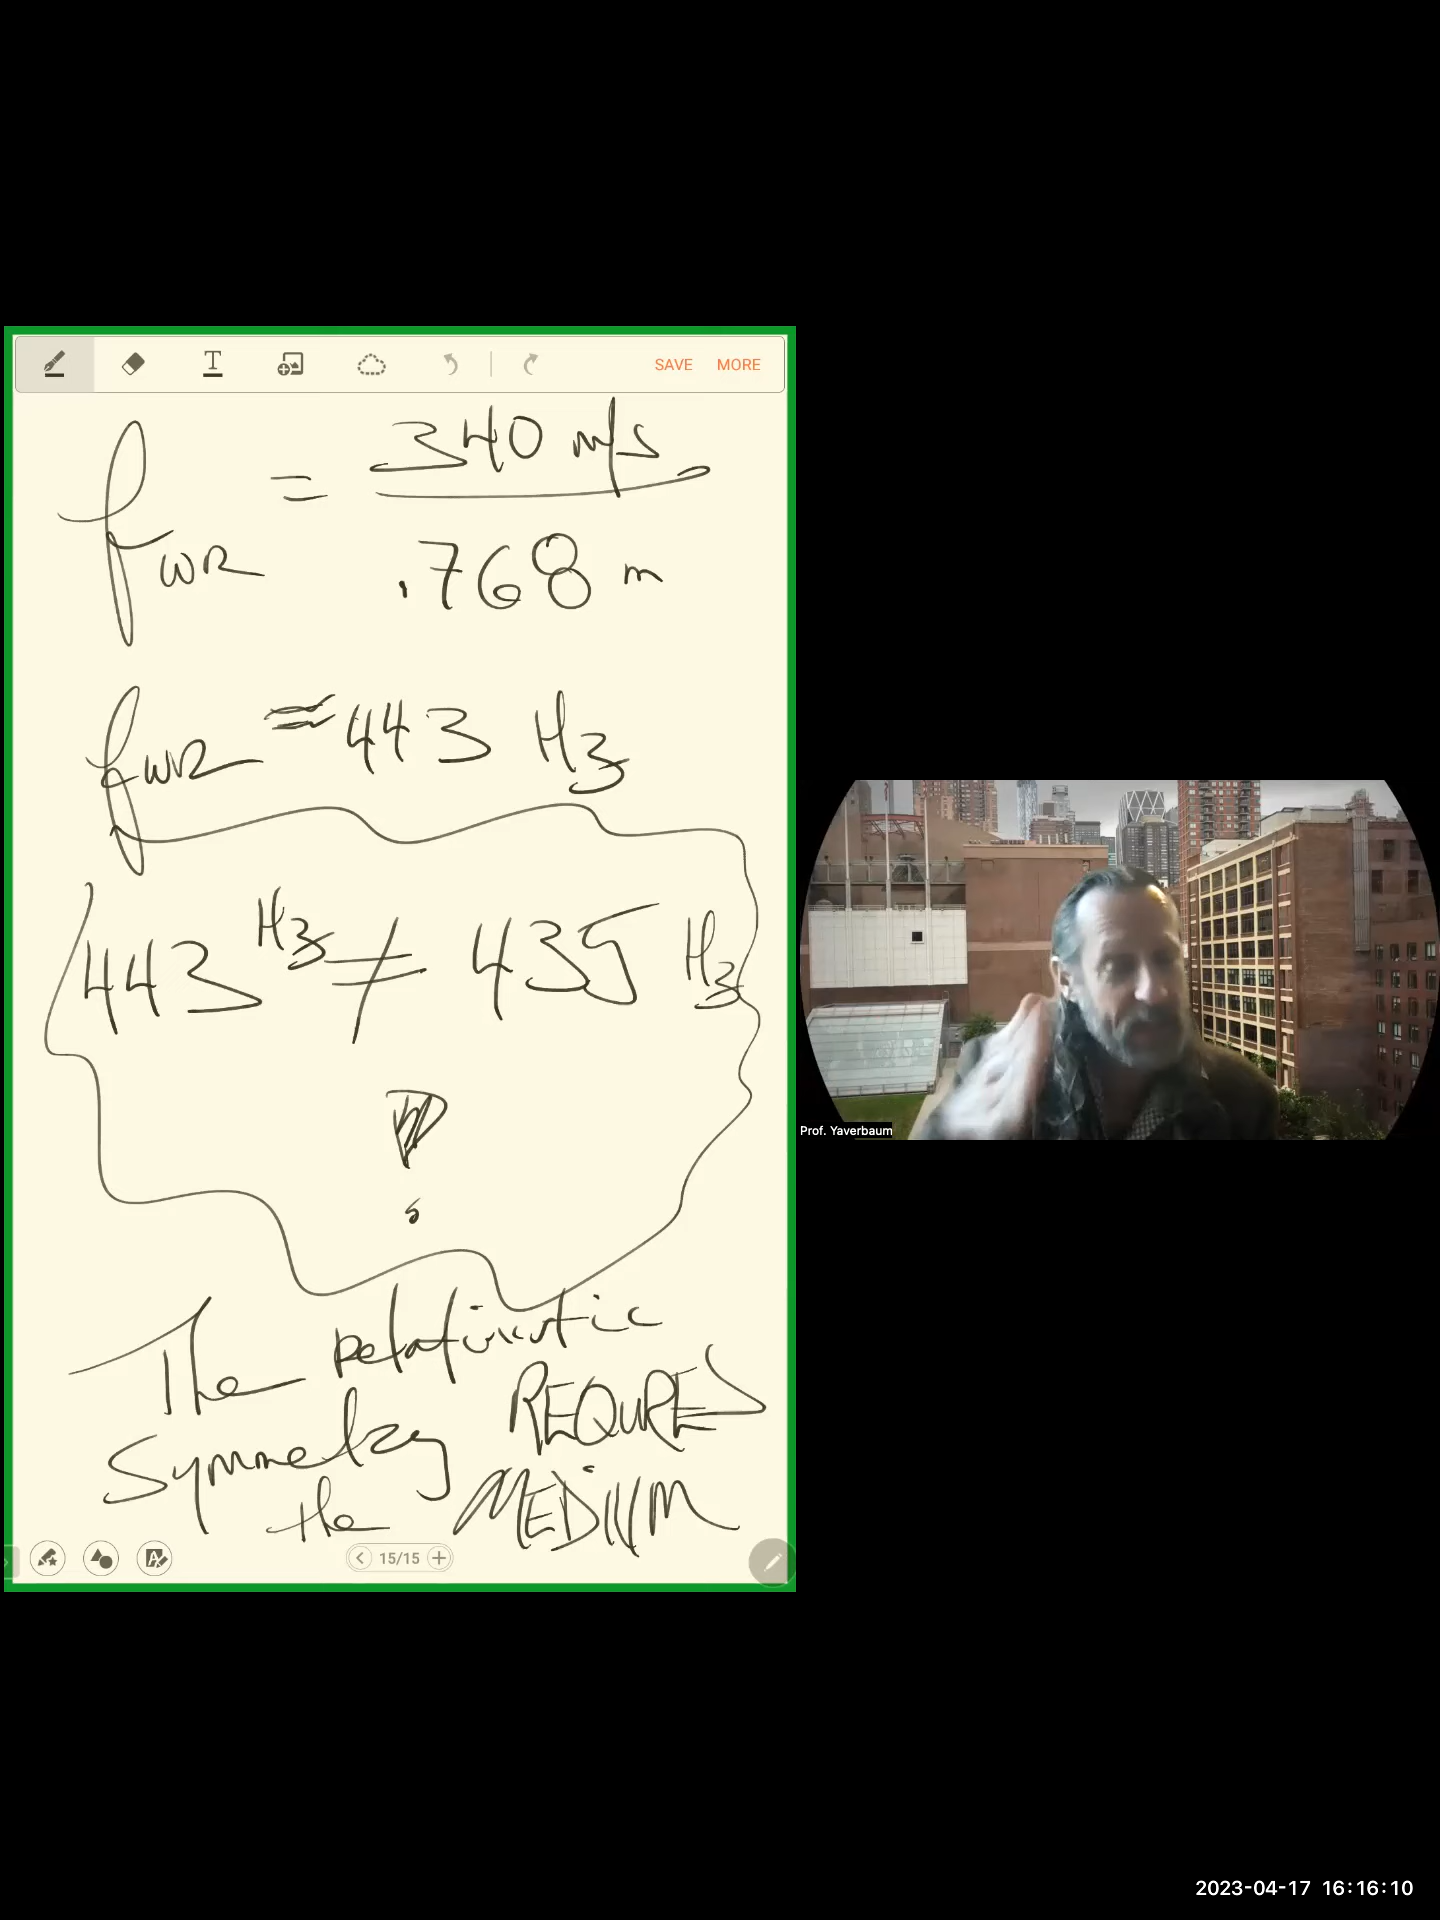 T
SAVE MORE
f_WR = 340 m/s
.768 m
f_WR ≈ 443 Hz
443 Hz ≠ 435 Hz
!
The relativistic
symmetry REQURES
the MEDIUM
A
15/15
Prof. Yaverbaum
2023-04-17 16:16:10